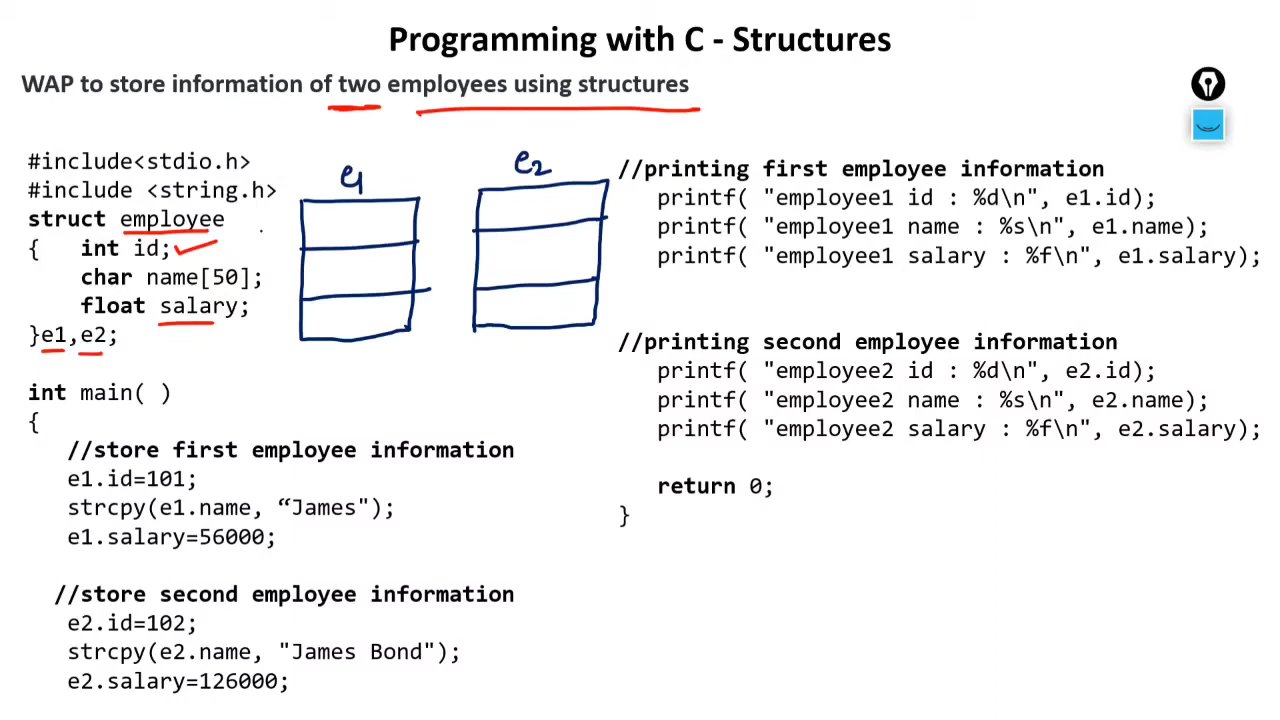 Programming with C - Structures
WAP to store information of two employees using structures
#include<stdio.h>
#include <string.h>
struct employee
{   int id;
    char name[50];
    float salary;
}e1,e2;
int main( )
{
   //store first employee information
   e1.id=101;
   strcpy(e1.name, “James");
   e1.salary=56000;
  //store second employee information
   e2.id=102;
   strcpy(e2.name, "James Bond");
   e2.salary=126000;
e1
e2
//printing first employee information
   printf( "employee1 id : %d\n", e1.id);
   printf( "employee1 name : %s\n", e1.name);
   printf( "employee1 salary : %f\n", e1.salary);
//printing second employee information
   printf( "employee2 id : %d\n", e2.id);
   printf( "employee2 name : %s\n", e2.name);
   printf( "employee2 salary : %f\n", e2.salary);
   return 0;
}